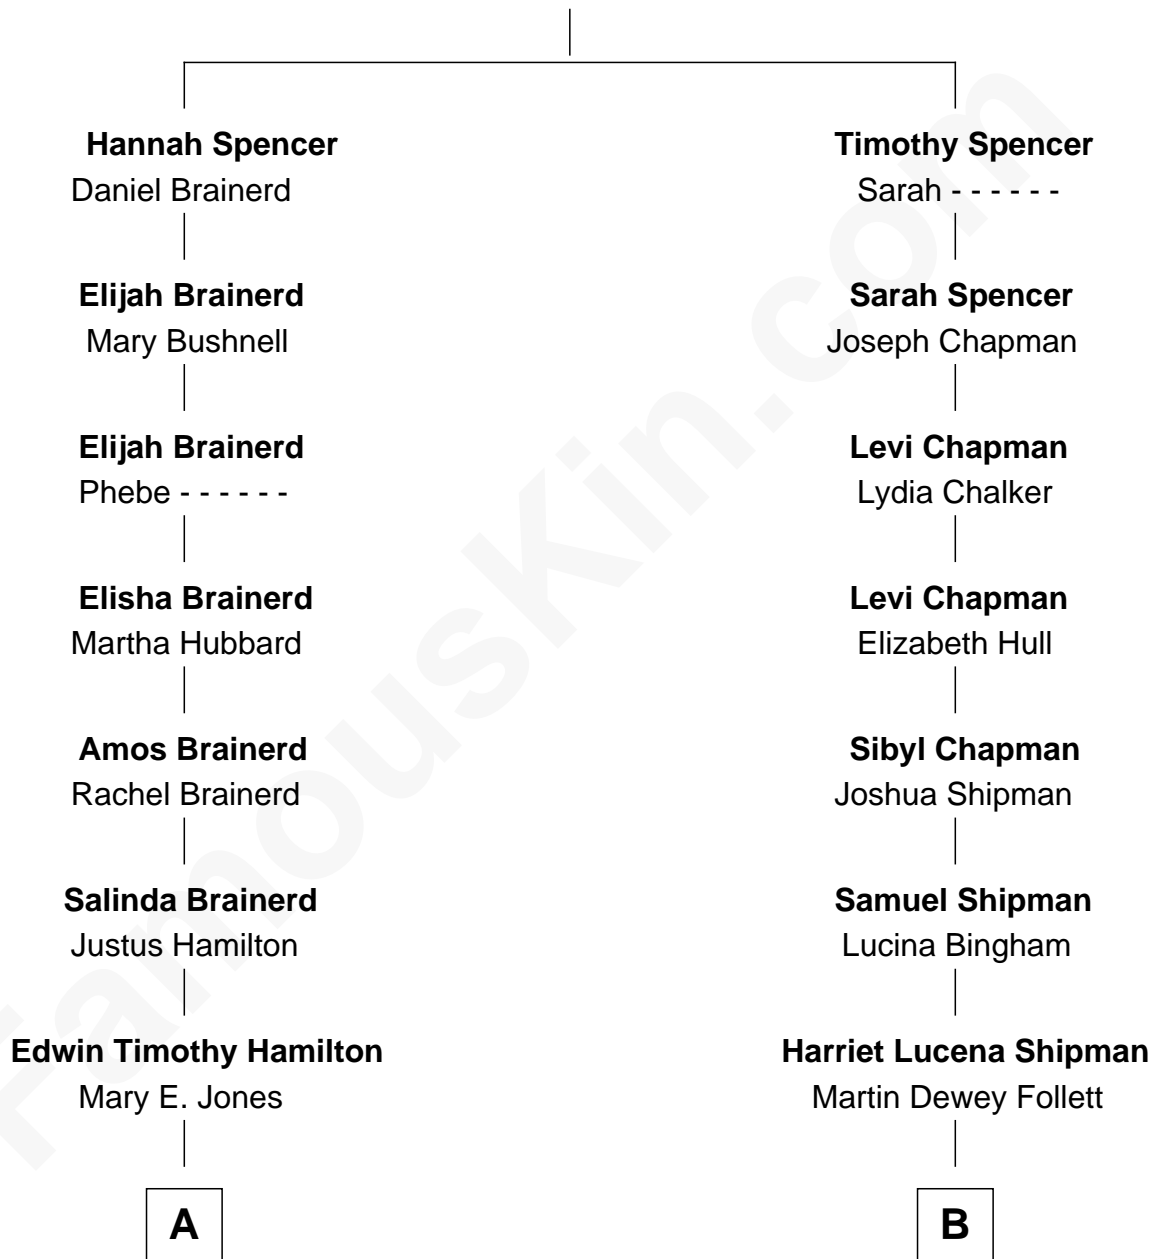 Hannah Spencer
Daniel Brainerd
Elijah Brainerd
Mary Bushnell
Elijah Brainerd
Phebe - - - - - -
Elisha Brainerd
Martha Hubbard
Amos Brainerd
Rachel Brainerd
Salinda Brainerd
Justus Hamilton
Edwin Timothy Hamilton
Mary E. Jones
A
Timothy Spencer
Sarah - - - - - -
Sarah Spencer
Joseph Chapman
Levi Chapman
Lydia Chalker
Levi Chapman
Elizabeth Hull
Sibyl Chapman
Joshua Shipman
Samuel Shipman
Lucina Bingham
Harriet Lucena Shipman
Martin Dewey Follett
B
FamousKin.com